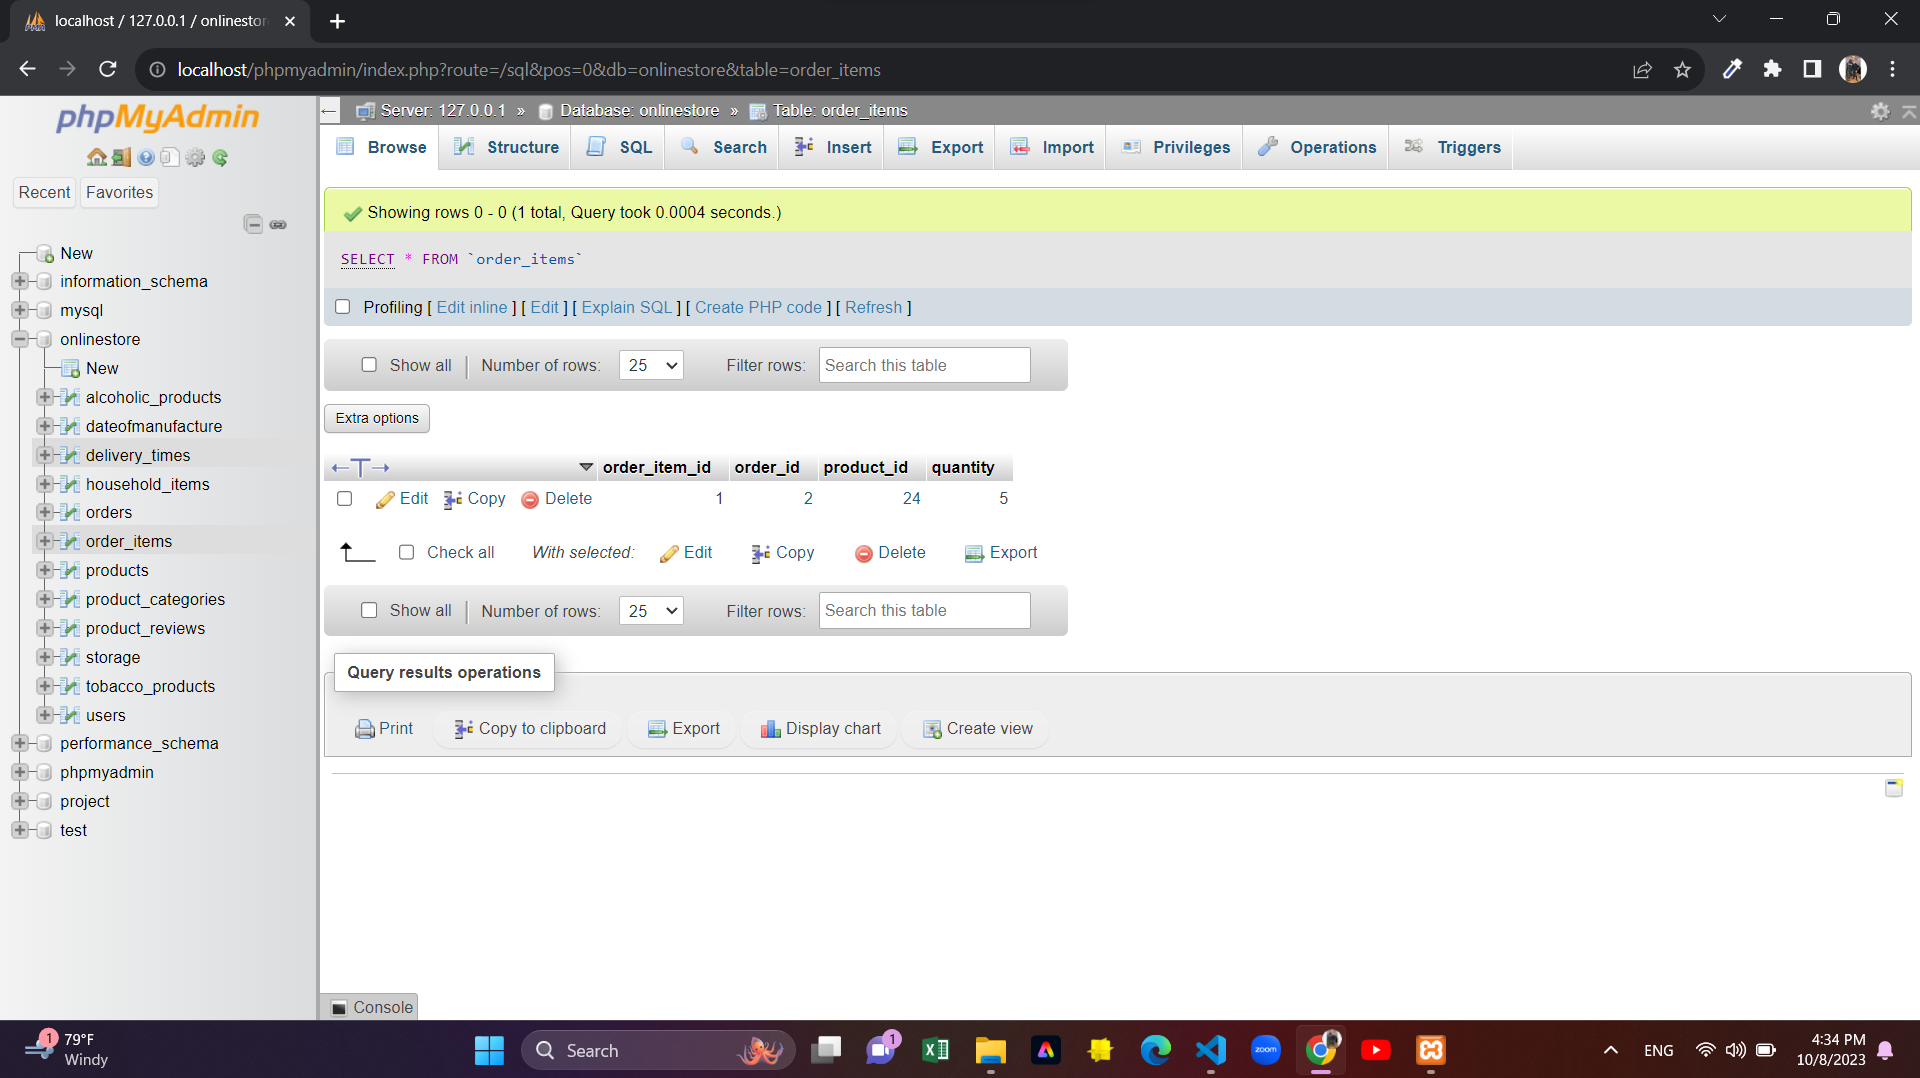 localhost / 127.0.0.1 / onlinestor
localhost/phpmyadmin/index.php?route=/sql&pos=0&db=onlinestore&table=order_items
phpMyAdmin
Recent
Favorites
New
information_schema
mysql
onlinestore
New
alcoholic_products
dateofmanufacture
delivery_times
household_items
orders
order_items
products
product_categories
product_reviews
storage
tobacco_products
users
performance_schema
phpmyadmin
project
test
Server: 127.0.0.1 » Database: onlinestore » Table: order_items
Browse Structure SQL Search Insert Export Import Privileges Operations Triggers
Showing rows 0 - 0 (1 total, Query took 0.0004 seconds.)
SELECT * FROM `order_items`
Profiling [ Edit inline ] [ Edit ] [ Explain SQL ] [ Create PHP code ] [ Refresh ]
Show all Number of rows: 25 Filter rows: Search this table
Extra options
order_item_id order_id product_id quantity
Edit Copy Delete 1 2 24 5
Check all With selected: Edit Copy Delete Export
Show all Number of rows: 25 Filter rows: Search this table
Query results operations
Print Copy to clipboard Export Display chart Create view
Console
1
79°F
Windy
Search
1
zoom
ENG
4:34 PM
10/8/2023